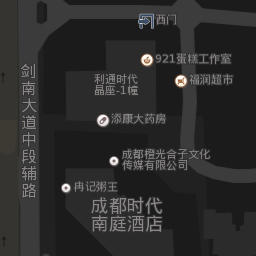 西门
921蛋糕工作室
福润超市
利通时代
晶座-1幢
添康大药房
剑南大道中段辅路
成都橙光合子文化
传媒有限公司
冉记粥王
成都时代
南庭酒店